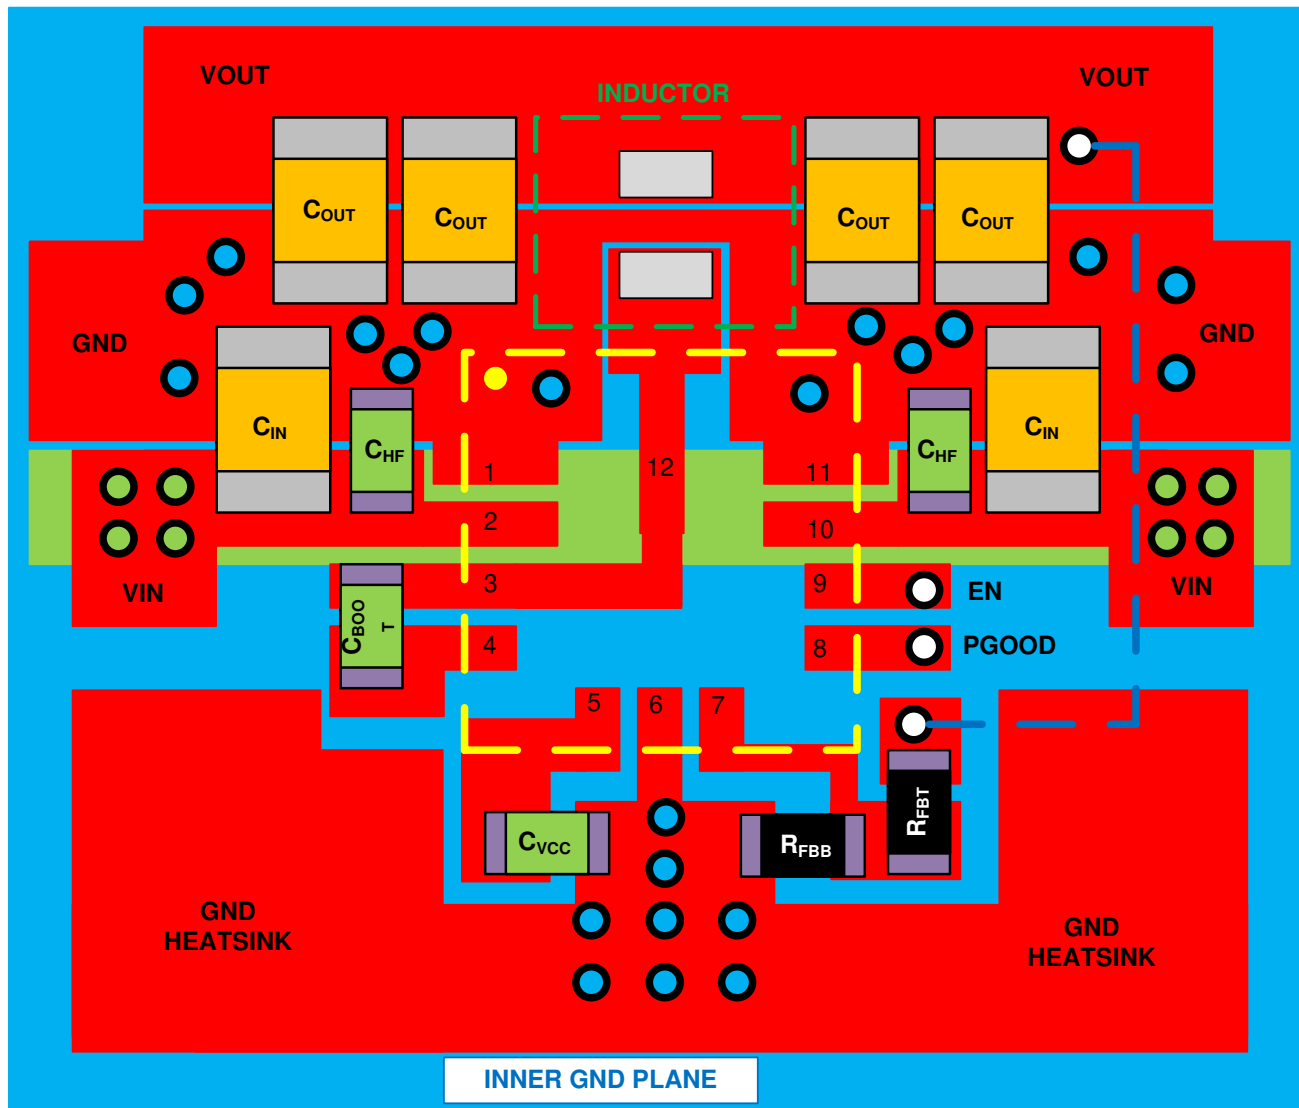 VOUT
VOUT
INDUCTOR
COUT
COUT
COUT
COUT
GND
GND
CIN
CHF
CHF
CIN
1
12
11
2
10
VIN
3
9
EN
VIN
CBOO
T
4
8
PGOOD
5
6
7
CVCC
RFBB
RFBT
GND
HEATSINK
GND
HEATSINK
INNER GND PLANE